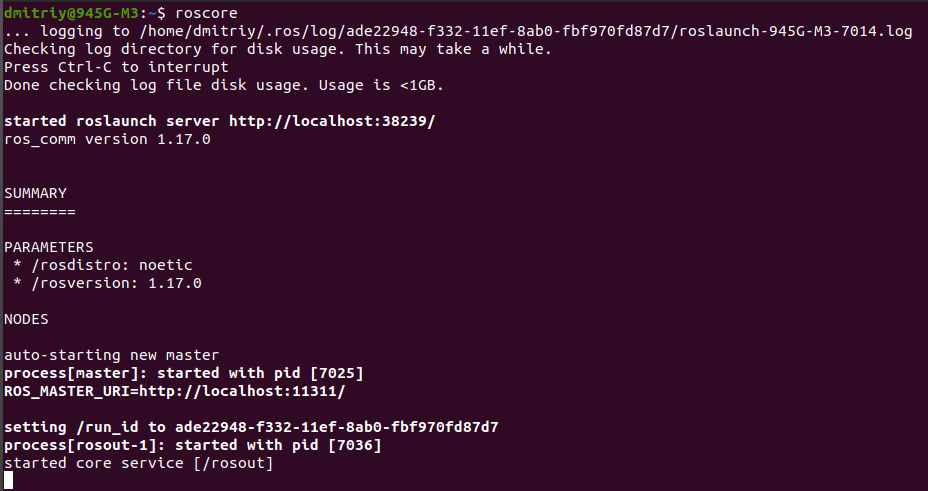 dmitriy@945G-M3:~$ roscore
... logging to /home/dmitriy/.ros/log/ade22948-f332-11ef-8ab0-fbf970fd87d7/roslaunch-945G-M3-7014.log
Checking log directory for disk usage. This may take a while.
Press Ctrl-C to interrupt
Done checking log file disk usage. Usage is <1GB.

started roslaunch server http://localhost:38239/
ros_comm version 1.17.0

SUMMARY
========

PARAMETERS
 * /rosdistro: noetic
 * /rosversion: 1.17.0

NODES

auto-starting new master
process[master]: started with pid [7025]
ROS_MASTER_URI=http://localhost:11311/

setting /run_id to ade22948-f332-11ef-8ab0-fbf970fd87d7
process[rosout-1]: started with pid [7036]
started core service [/rosout]